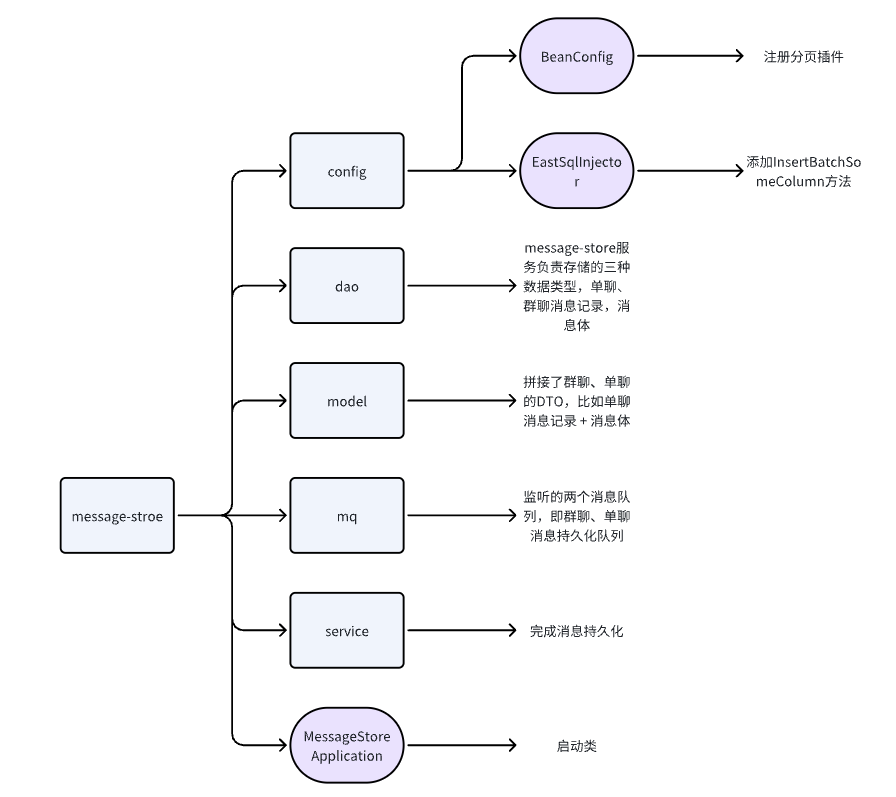 BeanConfig
注册分页插件
config
EastSqlInjecto
r
添加InsertBatchSo
meColumn方法
dao
message-store服
务负责存储的三种
数据类型，单聊、
群聊消息记录，消
息体
model
拼接了群聊、单聊
的DTO，比如单聊
消息记录 + 消息体
message-stroe
mq
监听的两个消息队
列，即群聊、单聊
消息持久化队列
service
完成消息持久化
MessageStore
Application
启动类